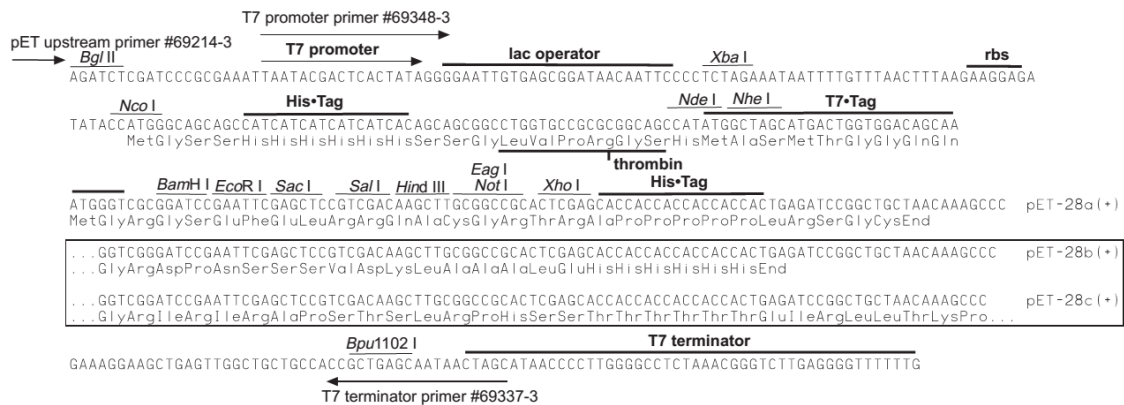 T7 promoter primer #69348-3
pET upstream primer #69214-3
Bgl II
T7 promoter
lac operator
Xba I
rbs
AGATCTCGATCCCGCGAAATTAATACGACTCACTATAGGGGAATTGTGAGCGGATAACAATTCCCCTCTAGAAATAATTTTGTTTAACTTTAAGAAGGAGA
Nco I
His•Tag
Nde I
Nhe I
T7•Tag
TATACCATGGGCAGCAGCCATCATCATCATCATCACAGCAGCGGCCTGGTGCCGCGCGGCAGCCATATGGCTAGCATGACTGGTGGACAGCAA
MetGlySerSerHisHisHisHisHisHisSerSerGlyLeuValProArgGlySerHisMetAlaSerMetThrGlyGlyGlnGln
thrombin
BamH I
EcoR I
Sac I
Sal I
Hind III
Eag I
Not I
Xho I
His•Tag
ATGGGTCGCGGATCCGAATTCGAGCTCCGTCGACAAGCTTGCGGCCGCACTCGAGCACCACCACCACCACCACTGAGATCCGGCTGCTAACAAAGCCC pET-28a(+)
MetGlyArgGlySerGluPheGluLeuArgArgGlnAlaCysGlyArgThrArgAlaProProProProProProLeuArgSerGlyCysEnd
...GGTCGGGATCCGAATTCGAGCTCCGTCGACAAGCTTGCGGCCGCACTCGAGCACCACCACCACCACCACTGAGATCCGGCTGCTAACAAAGCCC pET-28b(+)
...GlyArgAspProAsnSerSerSerValAspLysLeuAlaAlaAlaLeuGluHisHisHisHisHisHisEnd
...GGTCGGATCCGAATTCGAGCTCCGTCGACAAGCTTGCGGCCGCACTCGAGCACCACCACCACCACCACTGAGATCCGGCTGCTAACAAAGCCC pET-28c(+)
...GlyArgIleArgIleArgAlaProSerThrSerLeuArgProHisSerSerThrThrThrThrThrThrGluIleArgLeuLeuThrLysPro...
Bpu1102 I
T7 terminator
GAAAGGAAGCTGAGTTGGCTGCTGCCACCGCTGAGCAATAACTAGCATAACCCCTTGGGGCCTCTAAACGGGTCTTGAGGGGTTTTTTG
T7 terminator primer #69337-3